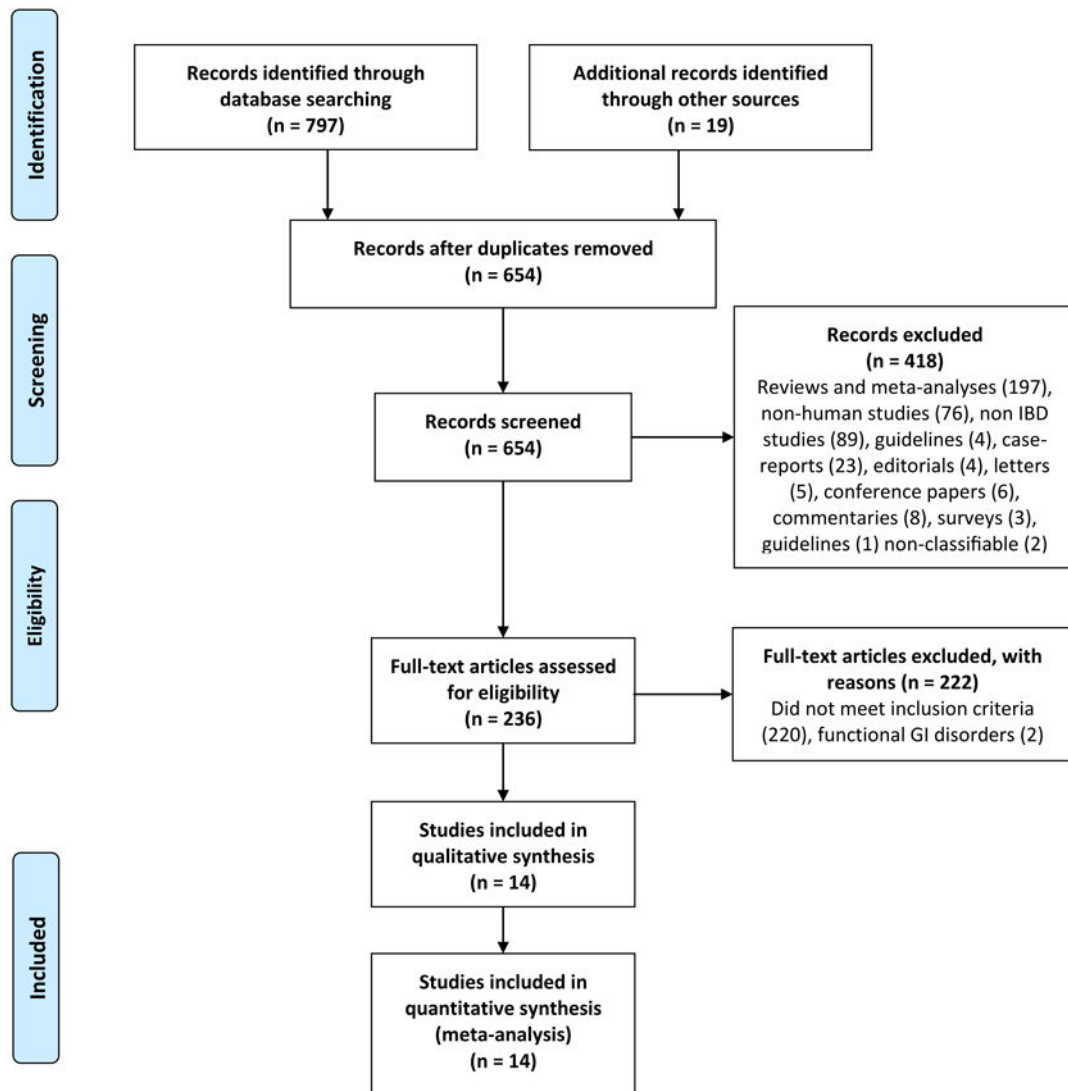 Identification
Records identified through
database searching
(n = 797)
Additional records identified
through other sources
(n = 19)
Records after duplicates removed
(n = 654)
Screening
Records screened
(n = 654)
Records excluded
(n = 418)
Reviews and meta-analyses (197),
non-human studies (76), non IBD
studies (89), guidelines (4), case-
reports (23), editorials (4), letters
(5), conference papers (6),
commentaries (8), surveys (3),
guidelines (1) non-classifiable (2)
Eligibility
Full-text articles assessed
for eligibility
(n = 236)
Full-text articles excluded, with
reasons (n = 222)
Did not meet inclusion criteria
(220), functional GI disorders (2)
Included
Studies included in
qualitative synthesis
(n = 14)
Studies included in
quantitative synthesis
(meta-analysis)
(n = 14)